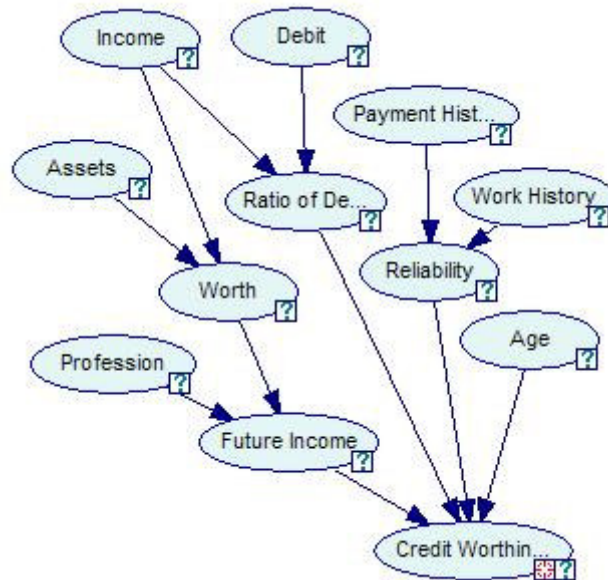 Income
Debit
Payment Hist...
Assets
Ratio of De...
Work History
Reliability
Worth
Age
Profession
Future Income
Credit Worthin...